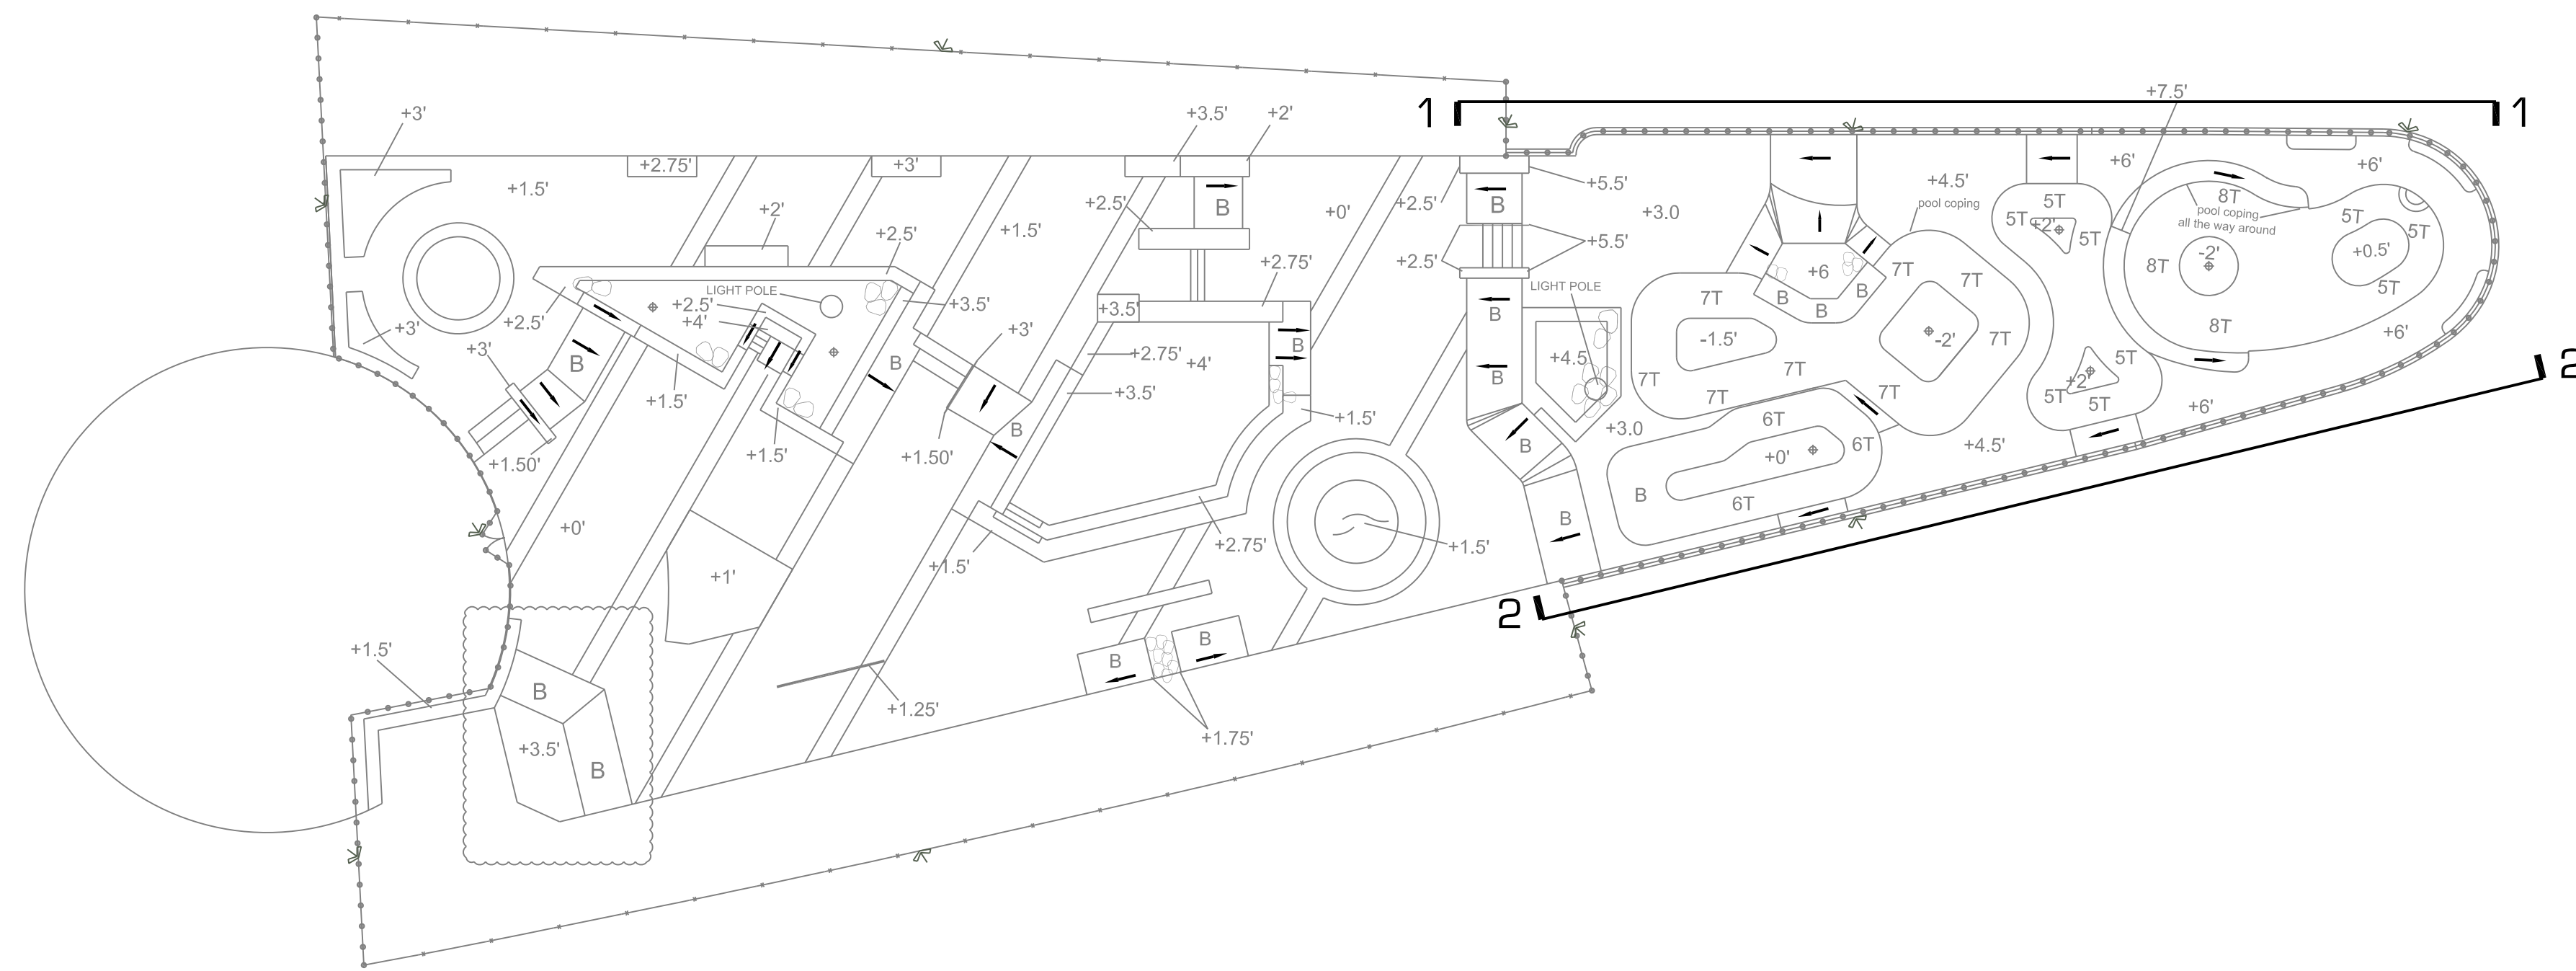 +7.5'
1 1
+3' +3.5' +2'
+2.75' +3' +6' +6'
+1.5' +5.5' +4.5'
8T
5T
+2' +2.5' +2.5' B B +0' +3.0 pool coping pool coping
all the way around
5T +2' 5T 5T 5T
+2.5' +1.5' +5.5'
-2' +0.5'
+2.5' +2.75' +6 7T 7T 8T
LIGHT POLE LIGHT POLE
5T
+2.5' +3.5' +3.5' B B 7T B
+2.5' +4' +3' B B B 7T
+3' 8T +6'
-1.5' -2' 7T
+3' B B +2.75' +4' +4.5 5T
7T 2
B 7T +2'
+1.5' +3.5' 7T 7T 5T 5T
+1.5' 6T +6'
B +3.0
+1.5' +1.50' B 6T +4.5'
+1.50' +0'
B 6T
+0' B
+2.75' +1.5'
+1' +1.5'
2
B B
+1.5'
B
+1.25'
+3.5' +1.75'
B